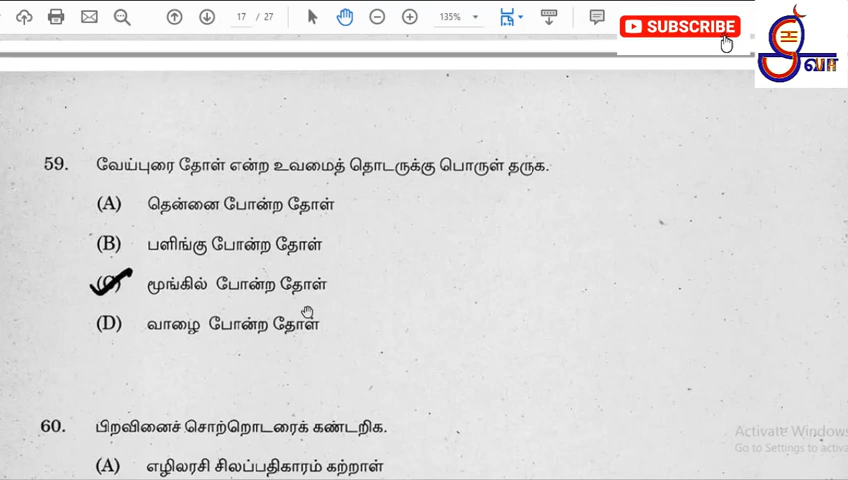 17 / 27
135%
SUBSCRIBE
வா
59. வேய்புரை தோள் என்ற உவமைத் தொடருக்கு பொருள் தருக.
(A) தென்னை போன்ற தோள்
(B) பளிங்கு போன்ற தோள்
(C) மூங்கில் போன்ற தோள்
(D) வாழை போன்ற தோள்
60. பிறவினைச் சொற்றொடரைக் கண்டறிக.
(A) எழிலரசி சிலப்பதிகாரம் கற்றாள்
Activate Windows
Go to Settings to activa